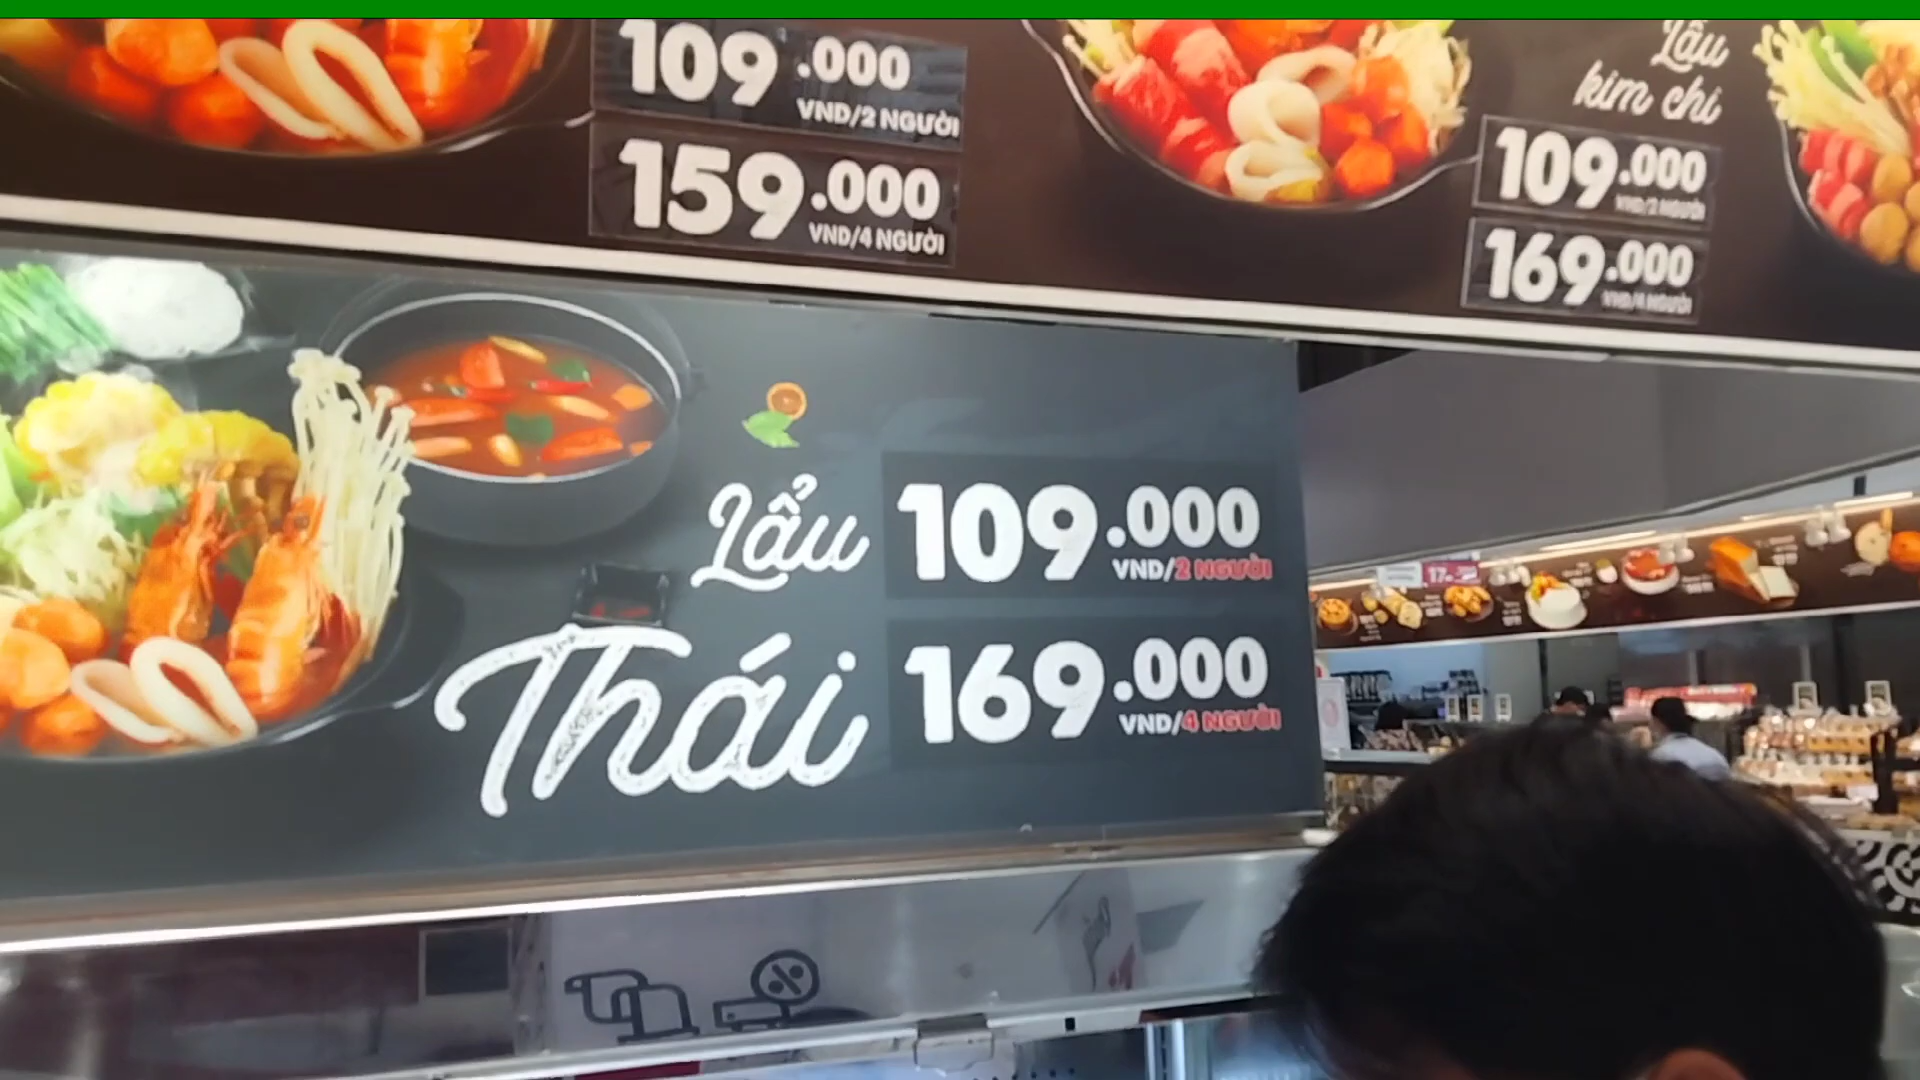 109.000
VND/2 NGƯỜI
159.000
VND/4 NGƯỜI
Lẩu
kim chi
109.000
VND/2 NGƯỜI
169.000
VND/4 NGƯỜI
Lẩu
Thái
109.000
VND/2 NGƯỜI
169.000
VND/4 NGƯỜI
17
%